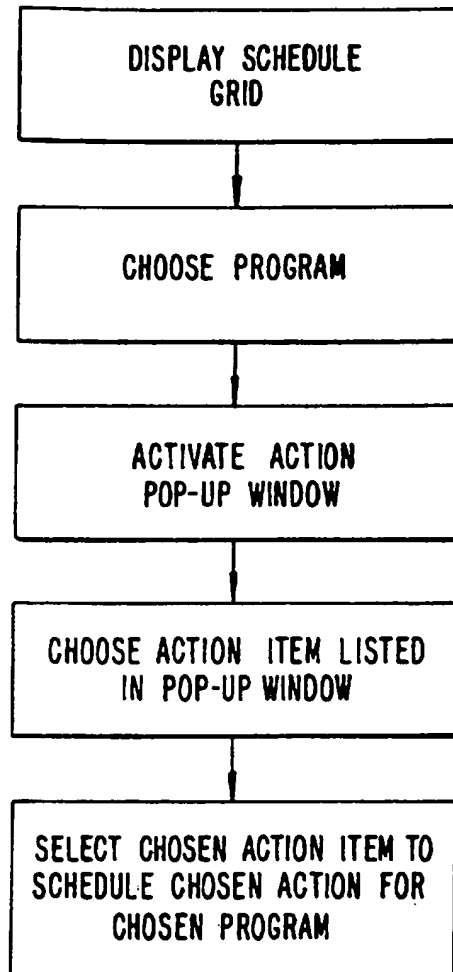 DISPLAY SCHEDULE
GRID
CHOOSE PROGRAM
ACTIVATE ACTION
POP-UP WINDOW
CHOOSE ACTION ITEM LISTED
IN POP-UP WINDOW
SELECT CHOSEN ACTION ITEM TO
SCHEDULE CHOSEN ACTION FOR
CHOSEN PROGRAM